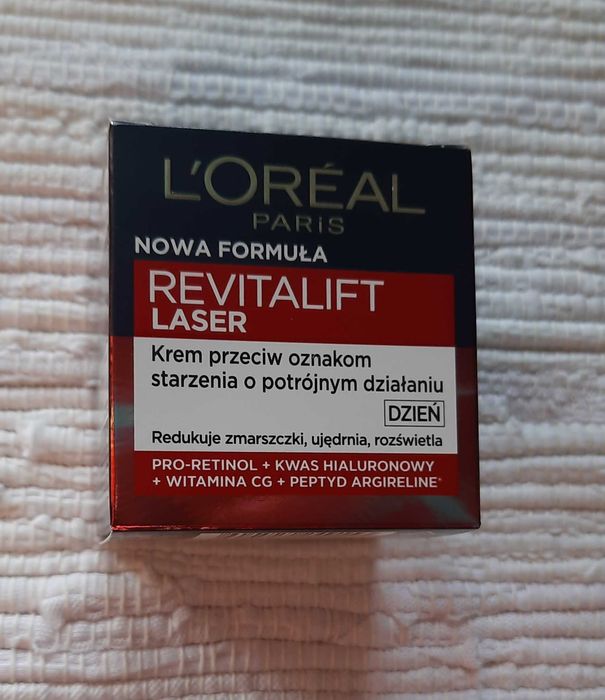 L'ORÉAL
PARiS
NOWA FORMUŁA
REVITALIFT
LASER
Krem przeciw oznakom
starzenia o potrójnym działaniu
DZIEŃ
Redukuje zmarszczki, ujędrnia, rozświetla
PRO-RETINOL + KWAS HIALURONOWY
+ WITAMINA CG + PEPTYD ARGIRELINE*